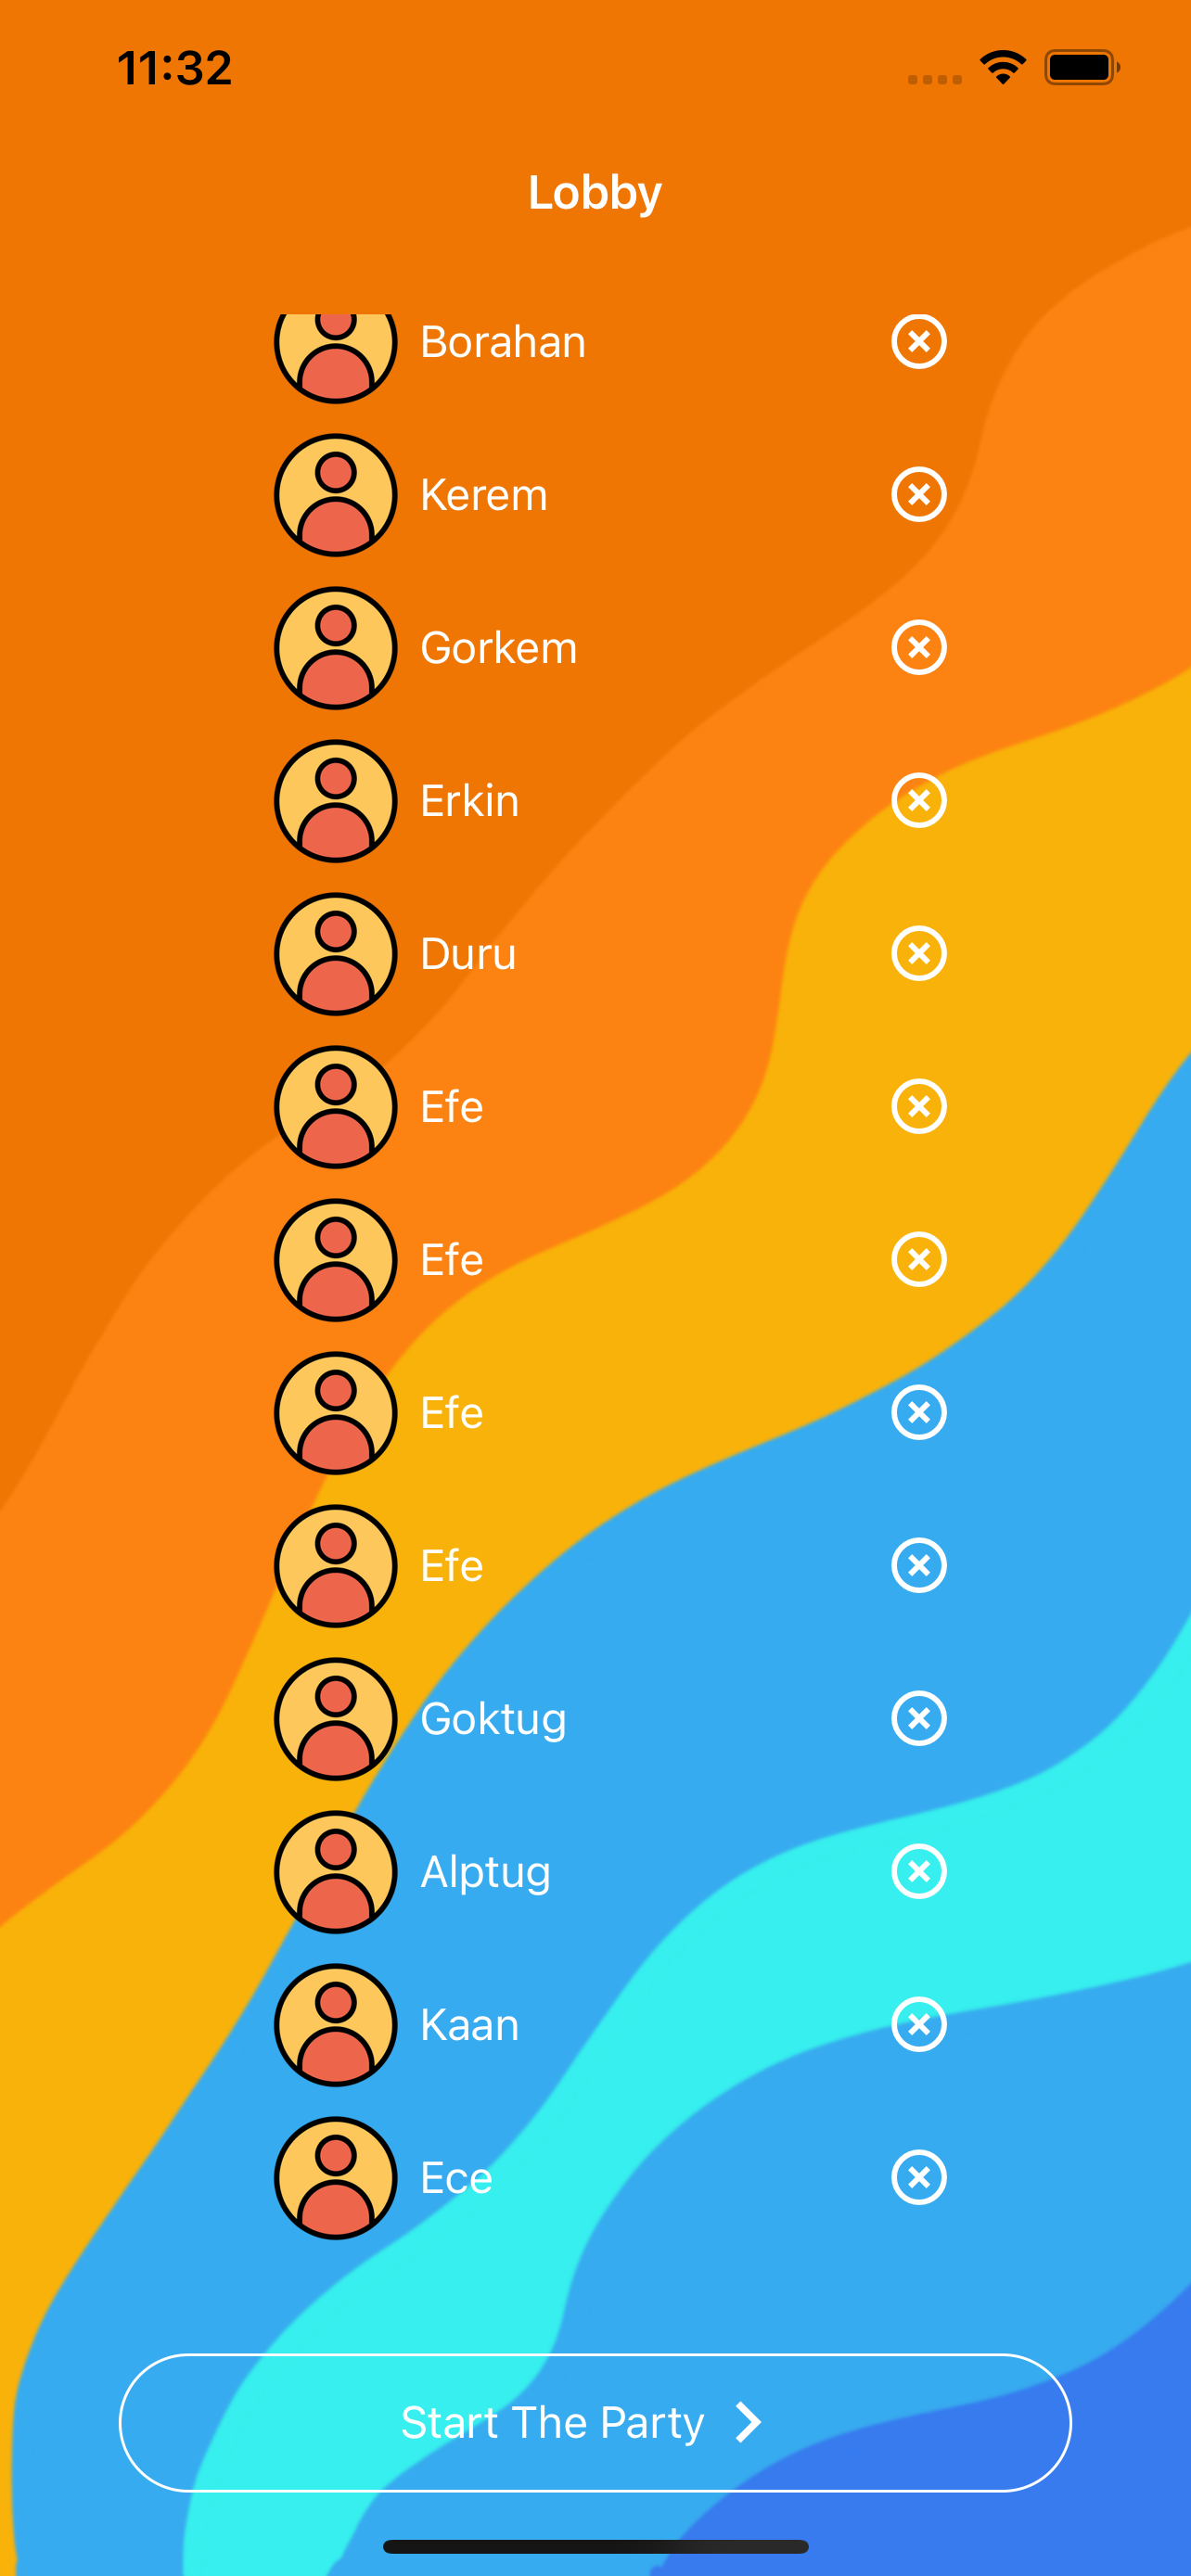 11:32
Lobby
Borahan
Kerem
Gorkem
Erkin
Duru
Efe
Efe
Efe
Efe
Goktug
Alptug
Kaan
Ece
Start The Party